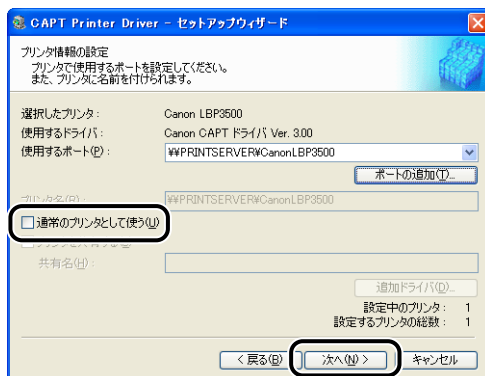 CAPT Printer Driver - セットアップウィザード
プリンタ情報の設定
プリンタで使用するポートを設定してください。
また、プリンタに名前を付けられます。
選択したプリンタ: Canon LBP3500
使用するドライバ: Canon CAPT ドライバ Ver. 3.00
使用するポート(P): ¥¥PRINTSERVER¥CanonLBP3500
ポートの追加(T)...
プリンタ名(R): ¥¥PRINTSERVER¥CanonLBP3500
通常のプリンタとして使う(U)
共有名(H):
追加ドライバ(D)...
設定中のプリンタ: 1
設定するプリンタの総数: 1
< 戻る(B) 次へ(N) > キャンセル